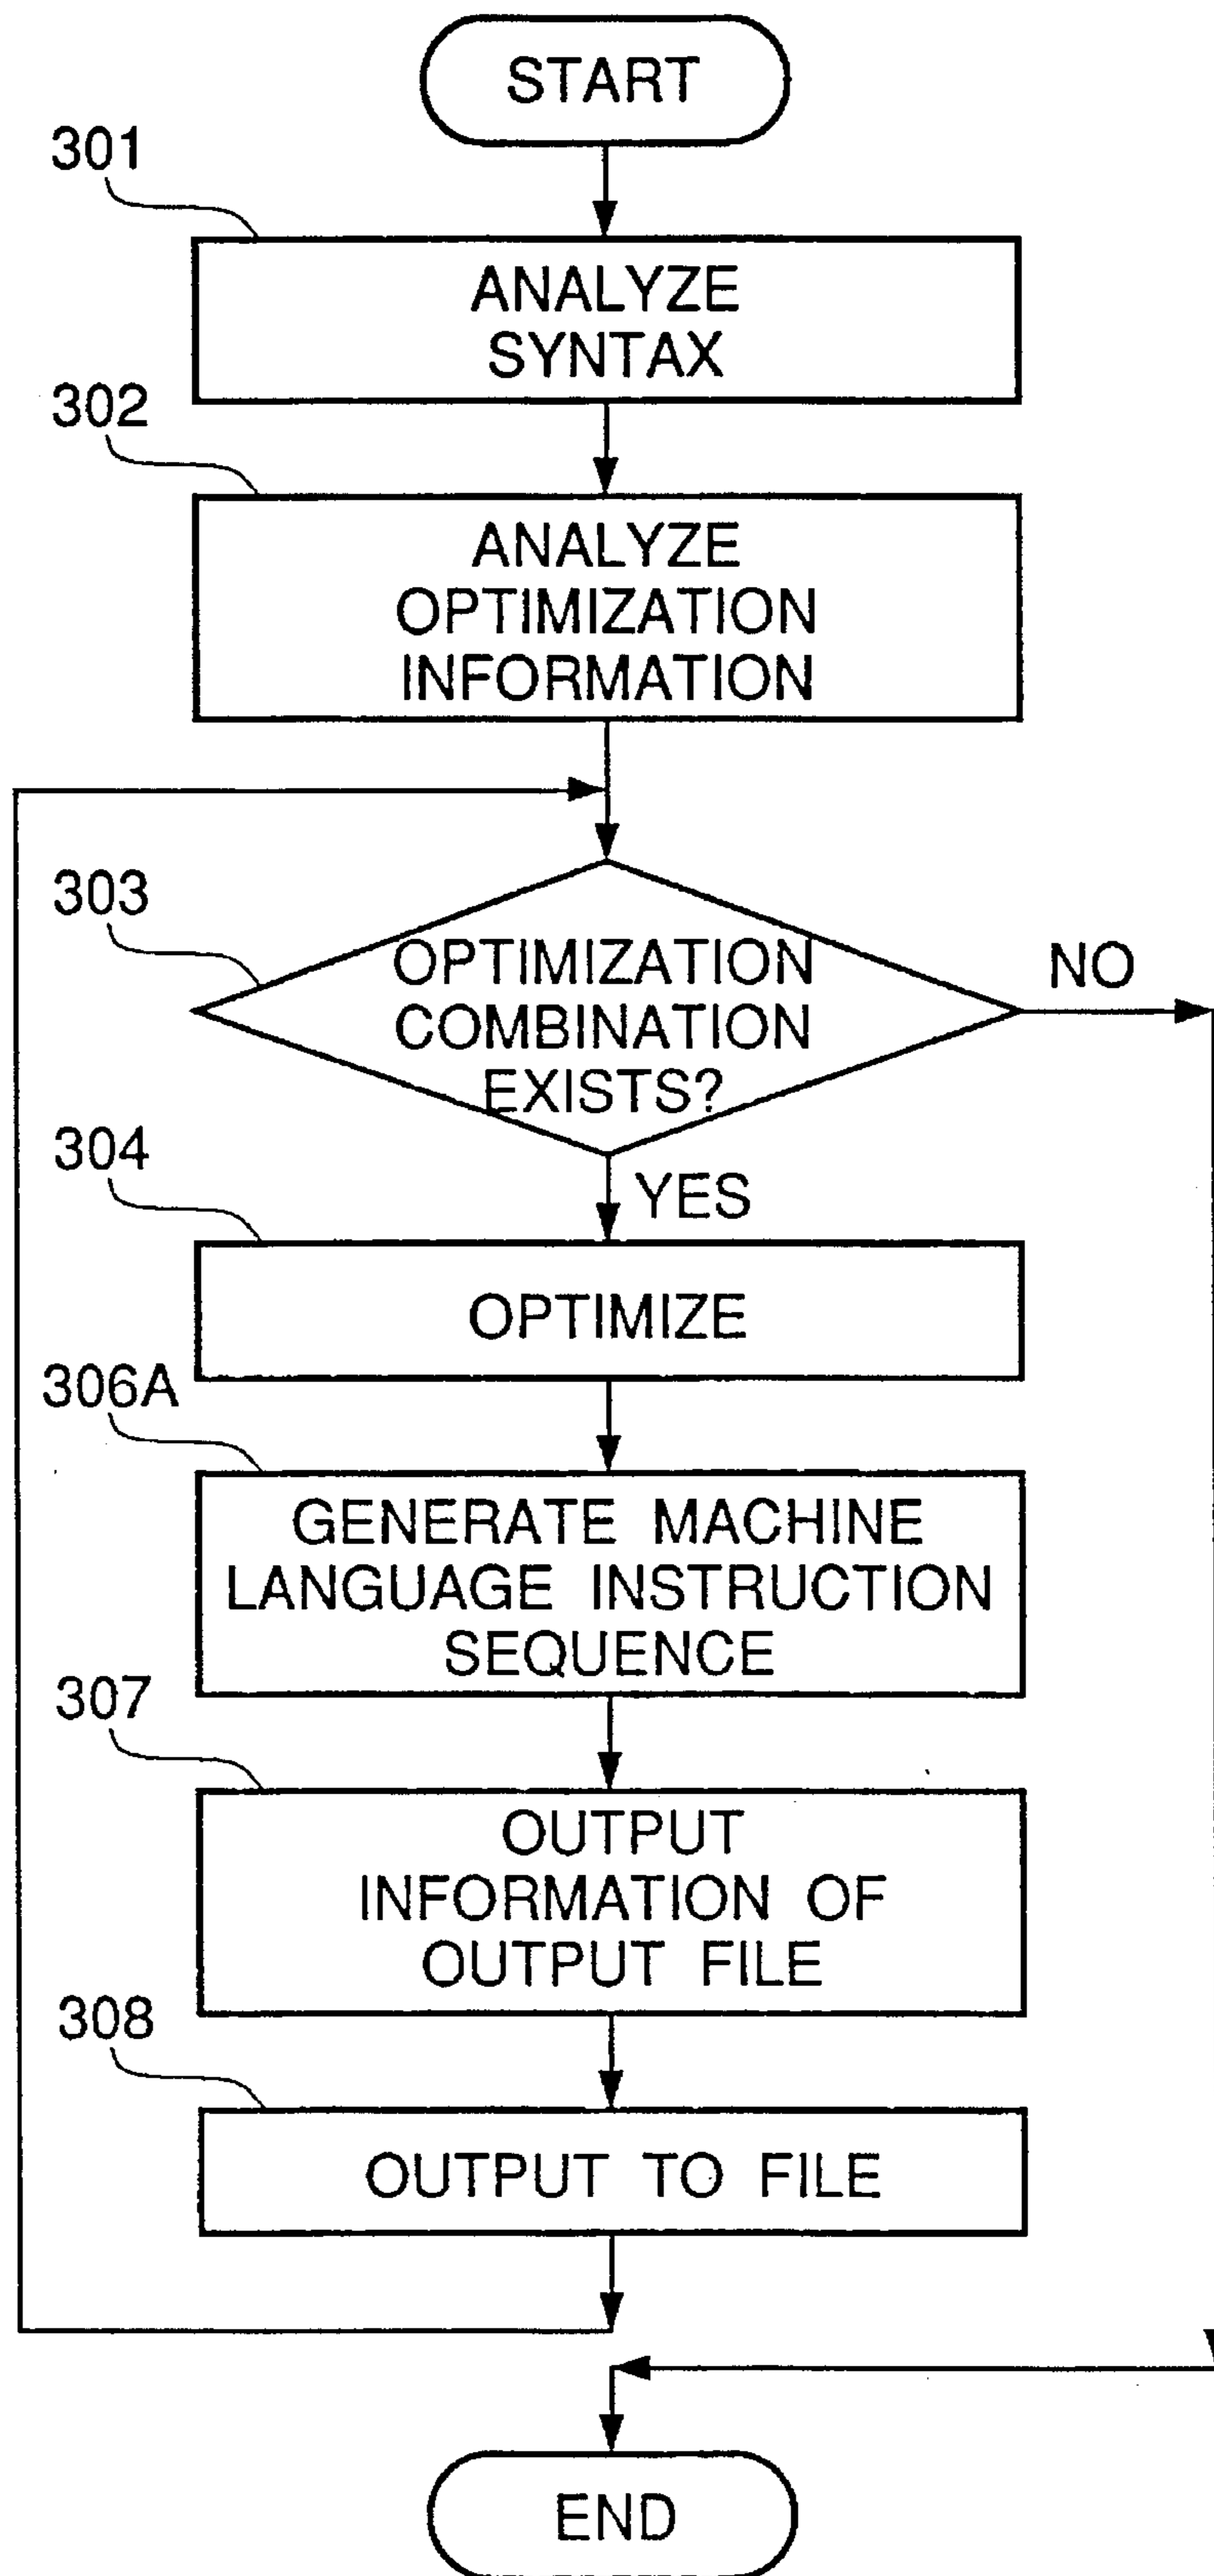 START
301
ANALYZE
SYNTAX
302
ANALYZE
OPTIMIZATION
INFORMATION
303
OPTIMIZATION
COMBINATION
EXISTS?
NO
304
YES
OPTIMIZE
306A
GENERATE MACHINE
LANGUAGE INSTRUCTION
SEQUENCE
307
OUTPUT
INFORMATION OF
OUTPUT FILE
308
OUTPUT TO FILE
END